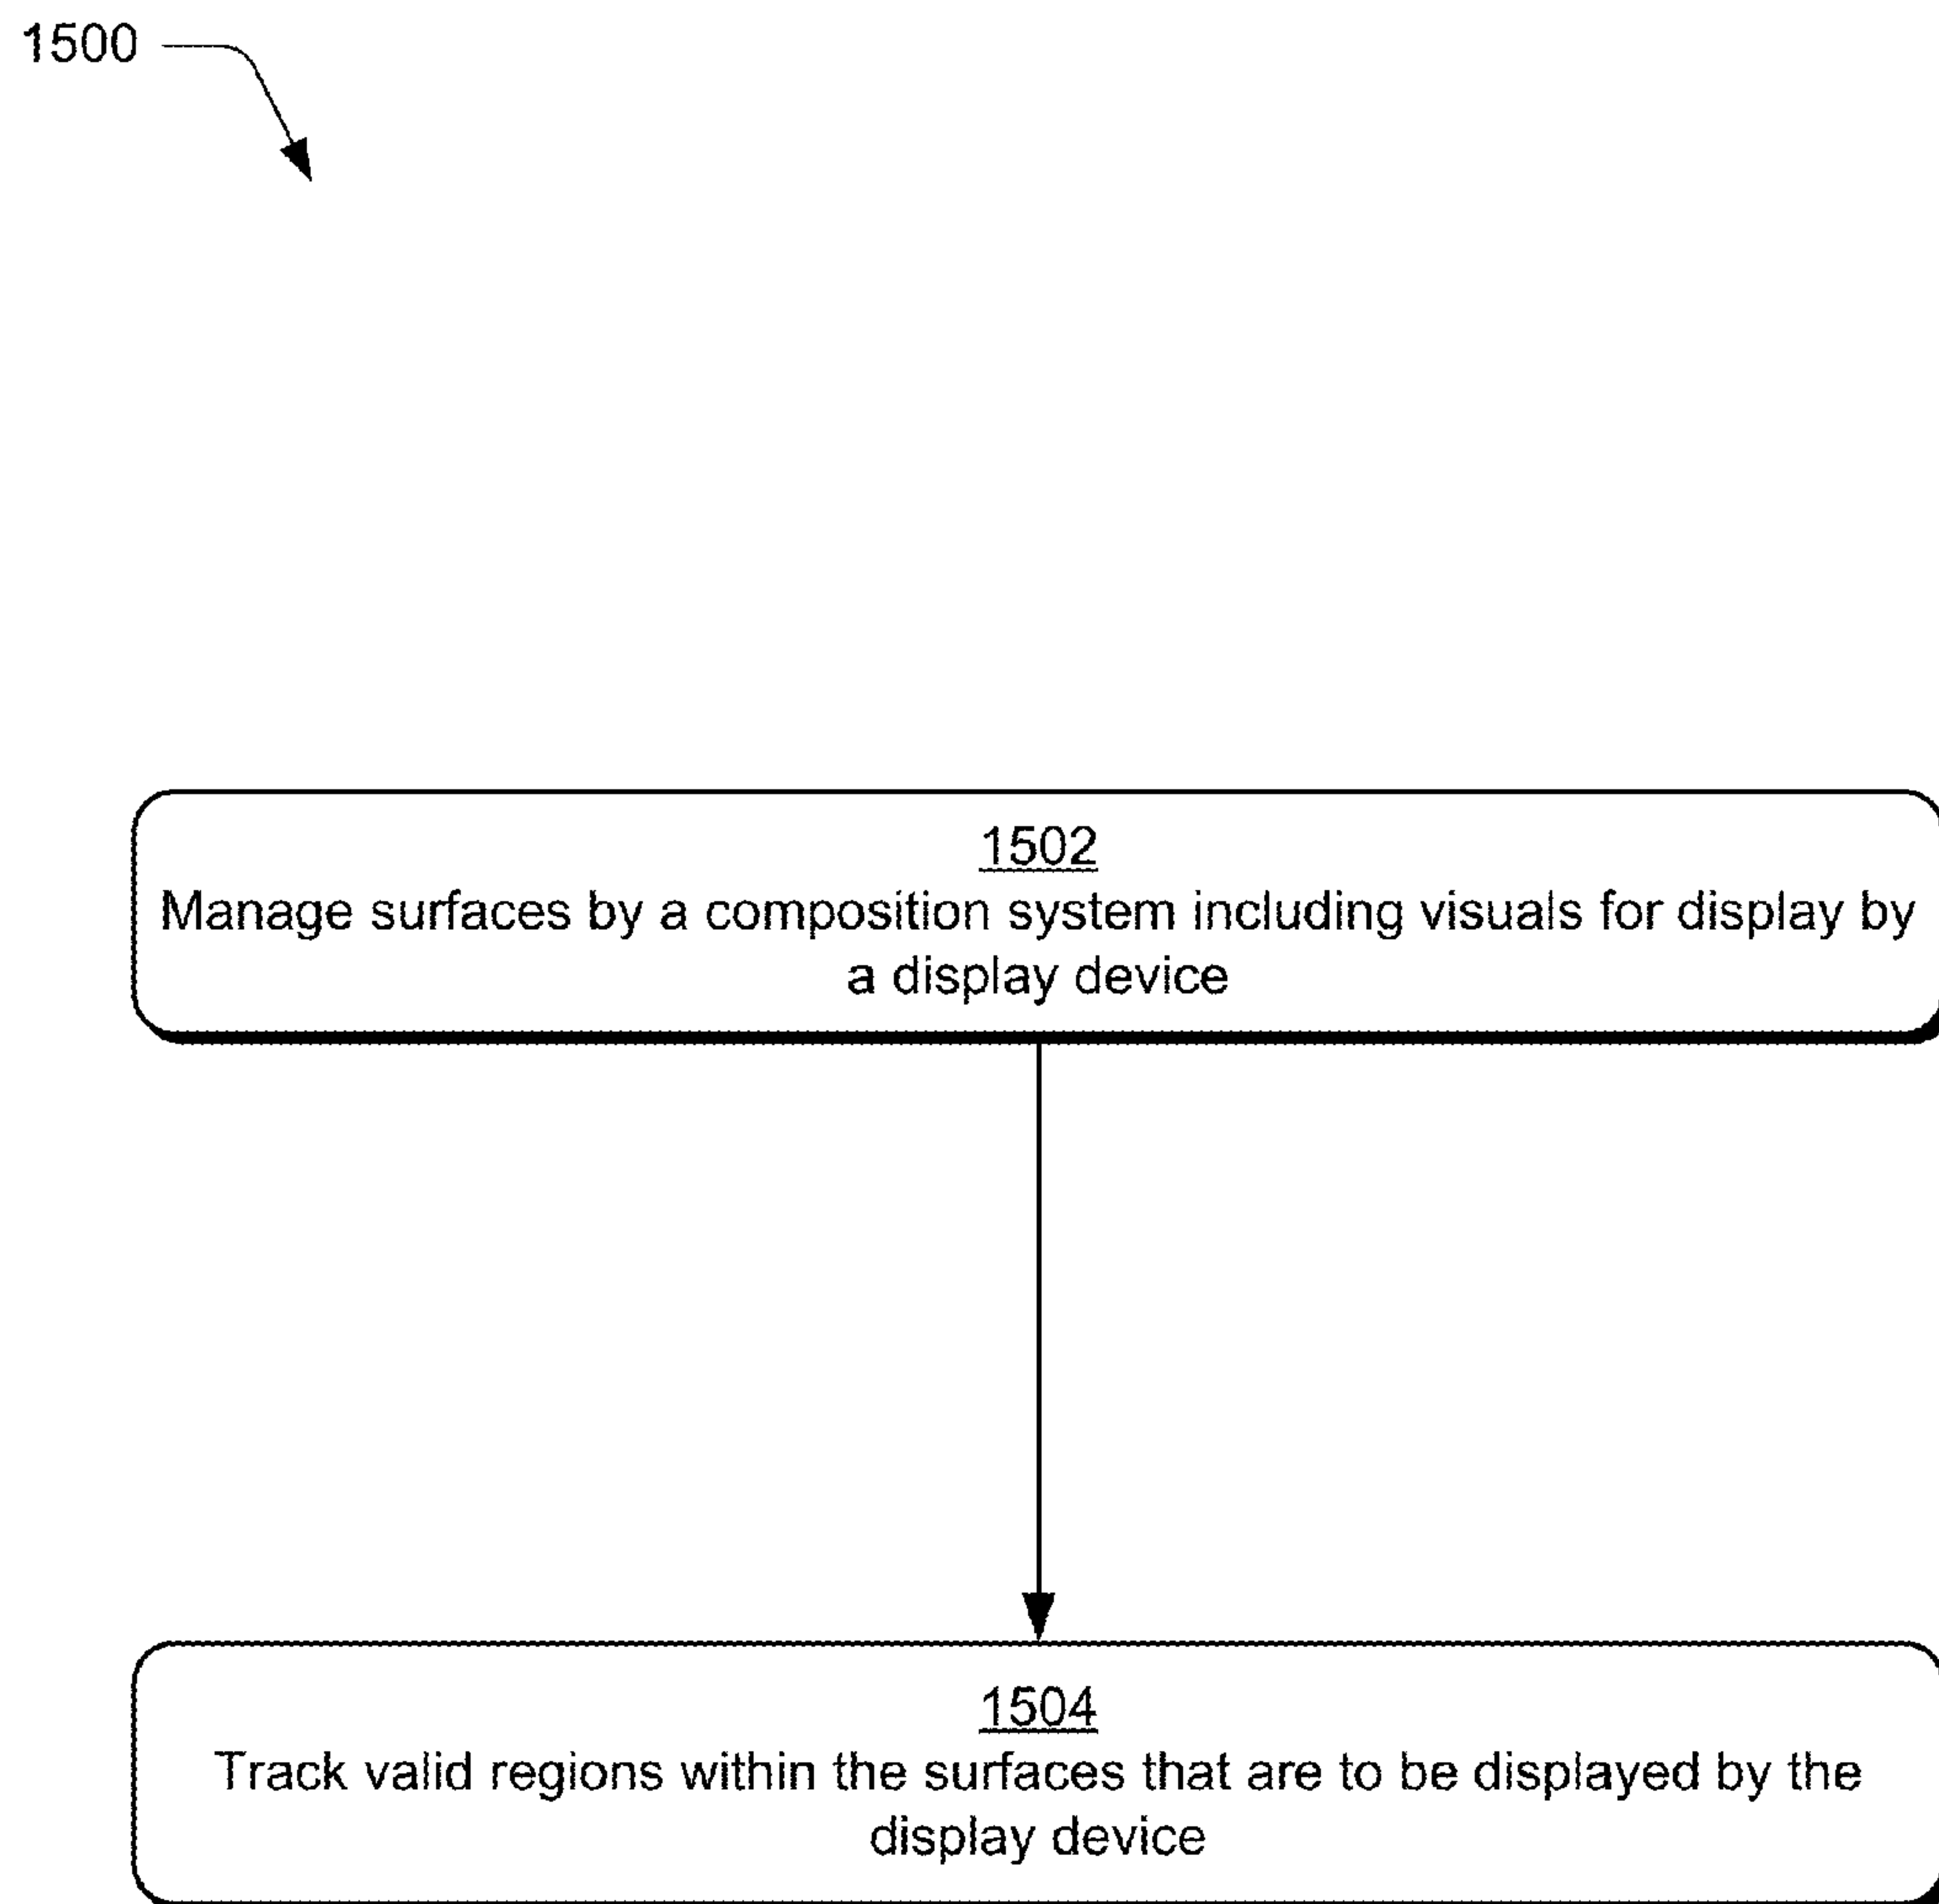 1500
1502
Manage surfaces by a composition system including visuals for display by
a display device
1504
Track valid regions within the surfaces that are to be displayed by the
display device